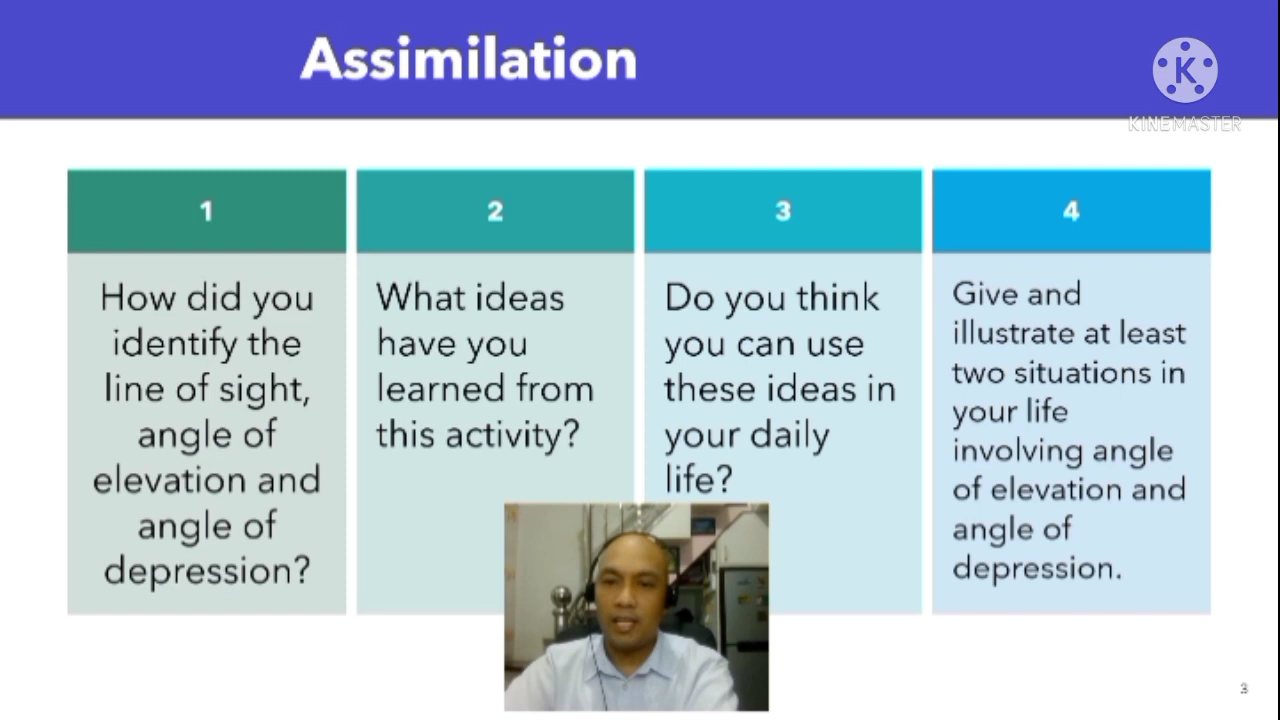 Assimilation
K
KINEMASTER
1
2
3
4
How did you
identify the
line of sight,
angle of
elevation and
angle of
depression?
What ideas
have you
learned from
this activity?
Do you think
you can use
these ideas in
your daily
life?
Give and
illustrate at least
two situations in
your life
involving angle
of elevation and
angle of
depression.
3